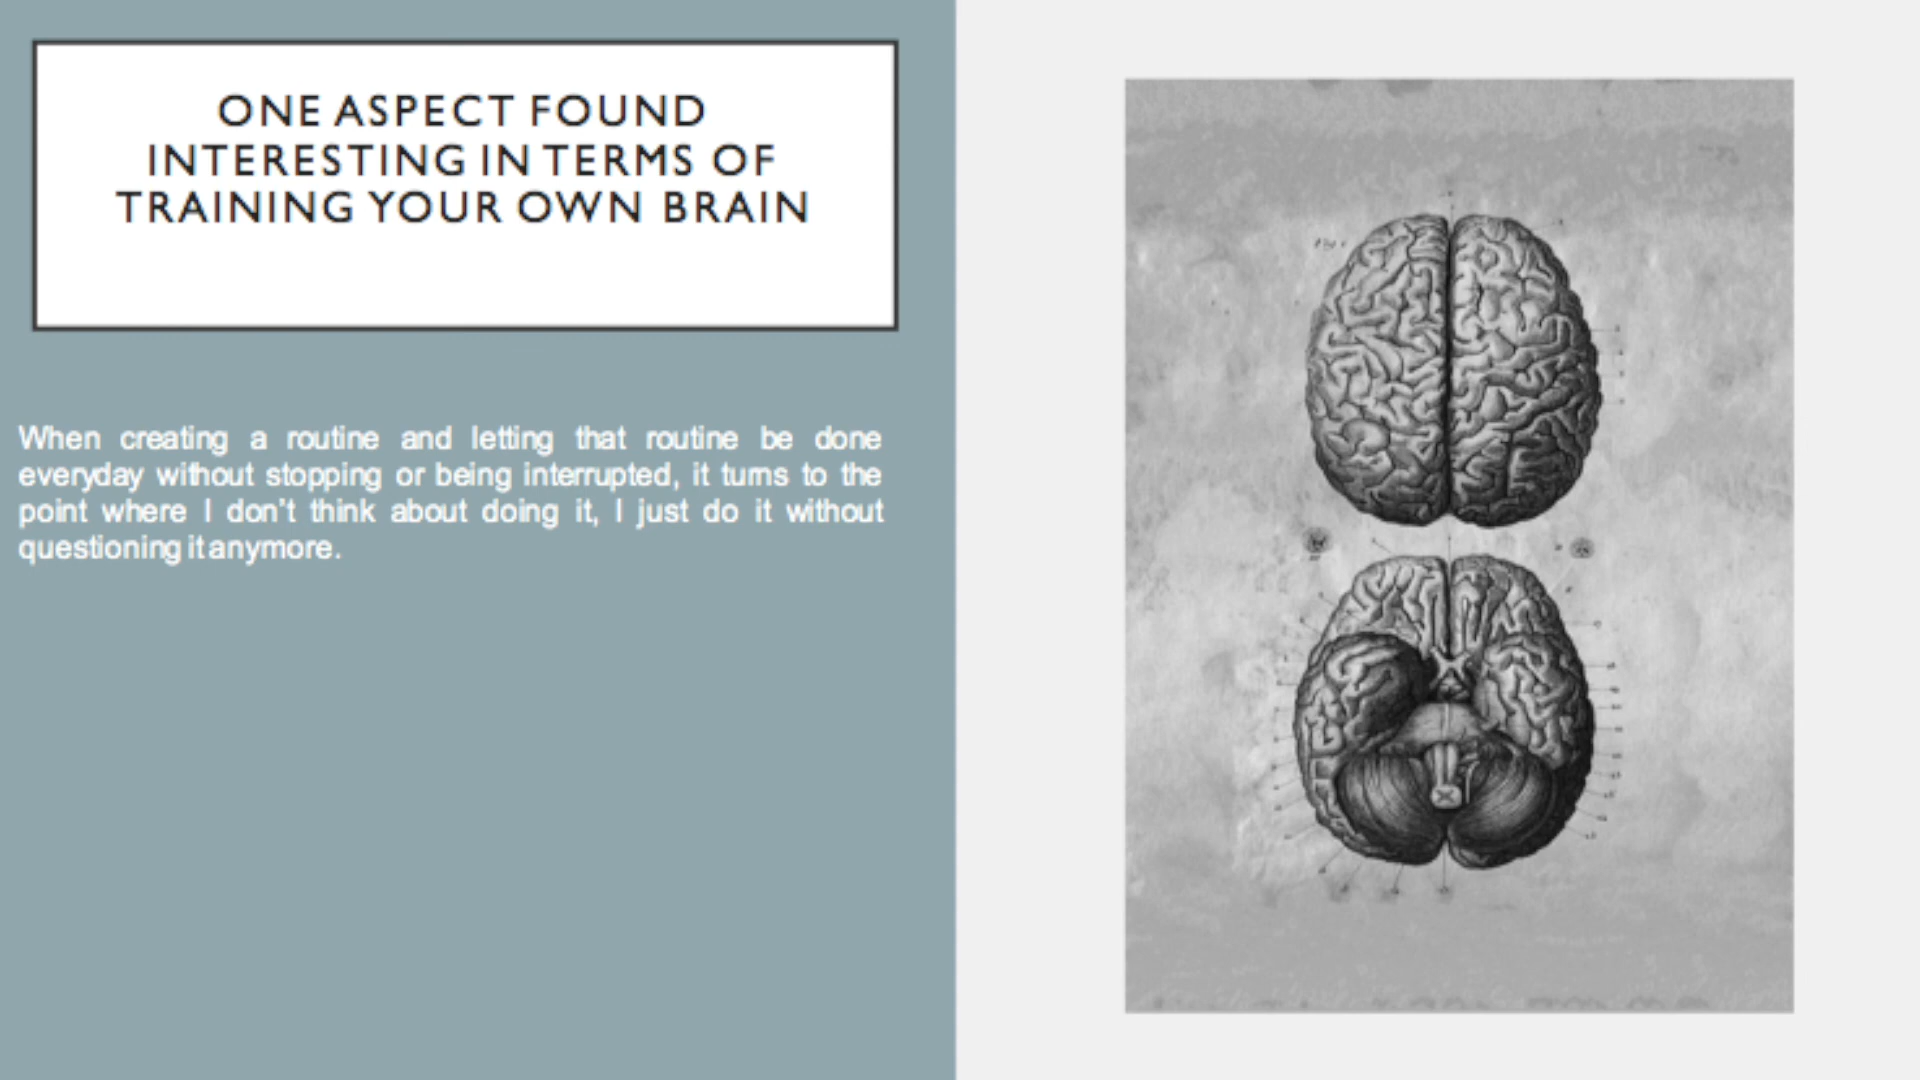 ONE ASPECT FOUND
INTERESTING IN TERMS OF
TRAINING YOUR OWN BRAIN
When creating a routine and letting that routine be done
everyday without stopping or being interrupted, it turns to the
point where I don't think about doing it, I just do it without
questioning it anymore.